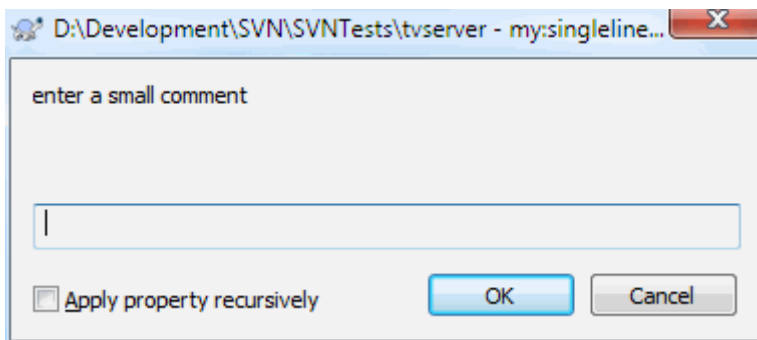 D:\Development\SVN\SVNTests\tvserver - my:singleline...
enter a small comment
Apply property recursively
OK
Cancel